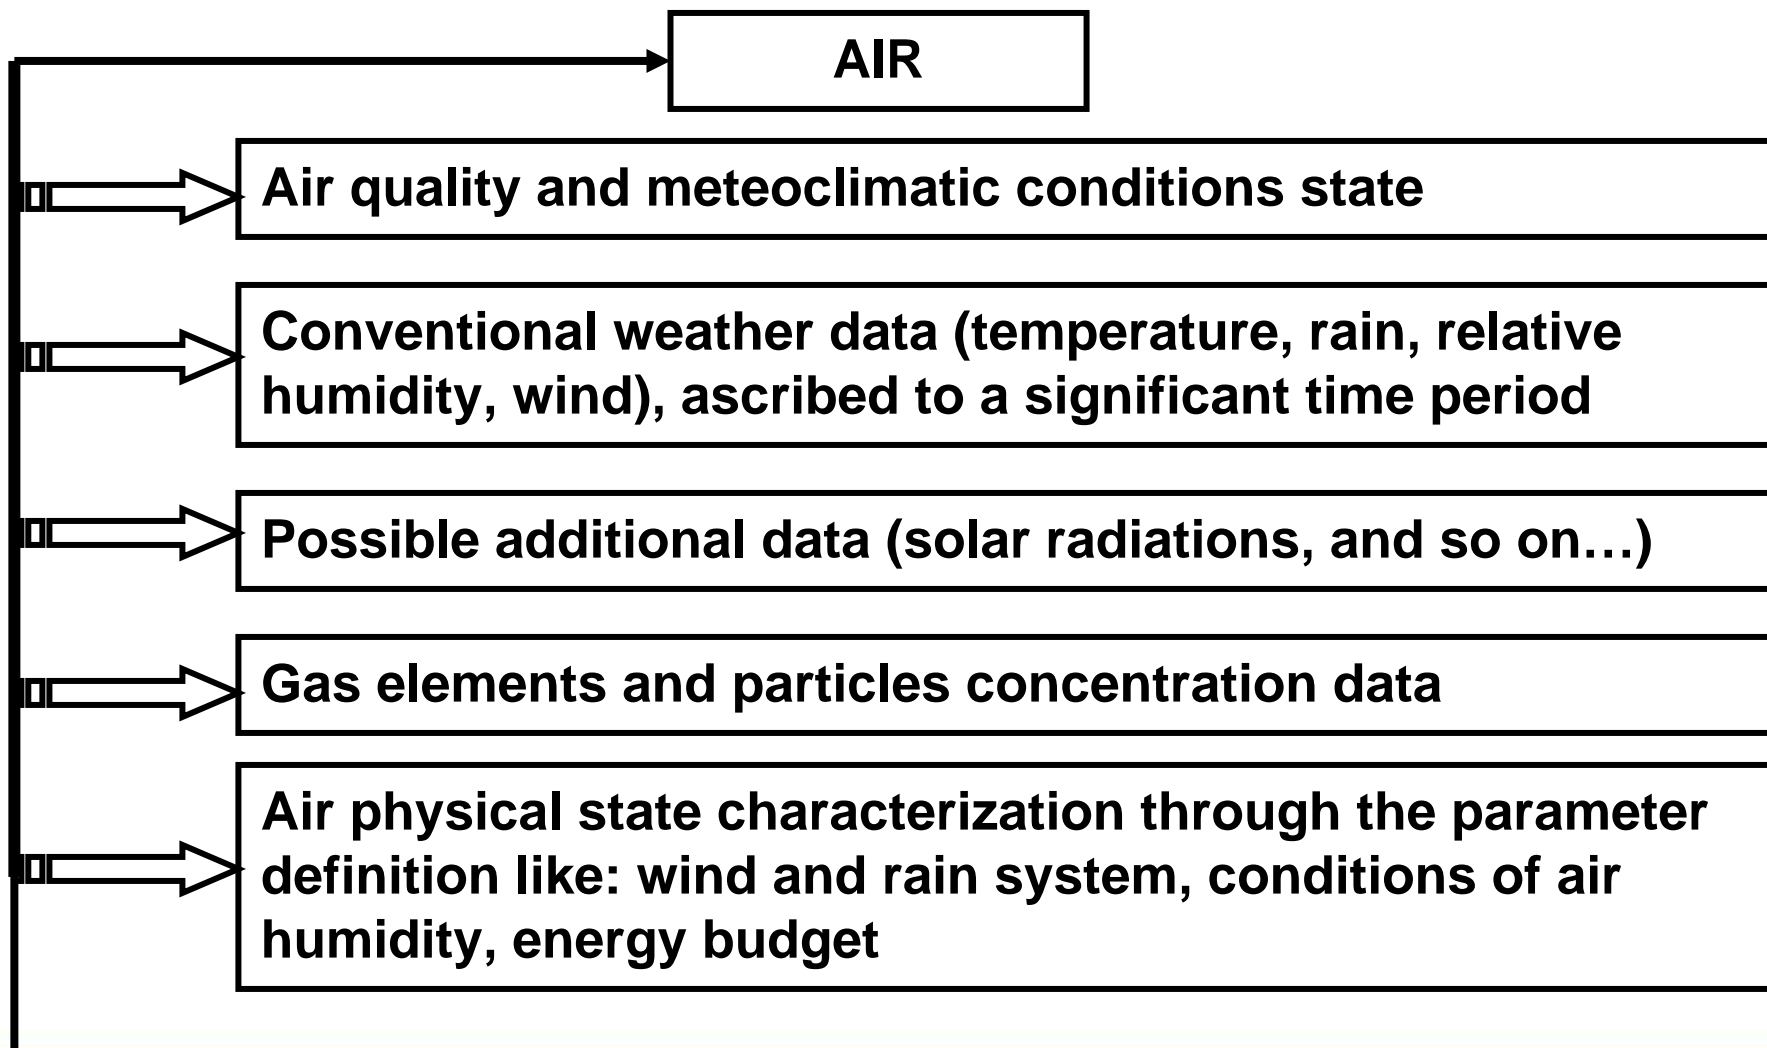 AIR
Air quality and meteoclimatic conditions state
Conventional weather data (temperature, rain, relative
humidity, wind), ascribed to a significant time period
Possible additional data (solar radiations, and so on…)
Gas elements and particles concentration data
Air physical state characterization through the parameter
definition like: wind and rain system, conditions of air
humidity, energy budget